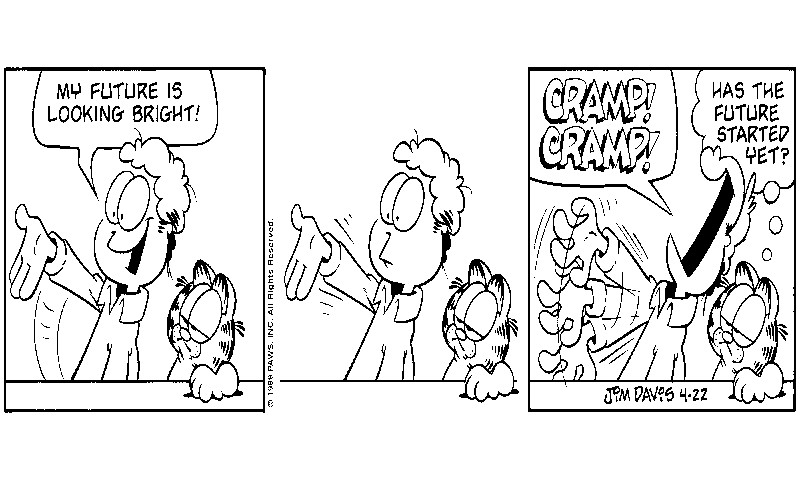 MY FUTURE IS
LOOKING BRIGHT!
© 1989 PAWS, INC. All Rights Reserved.
CRAMP!
CRAMP!
HAS THE
FUTURE
STARTED
YET?
JIM DAVIS 4-22